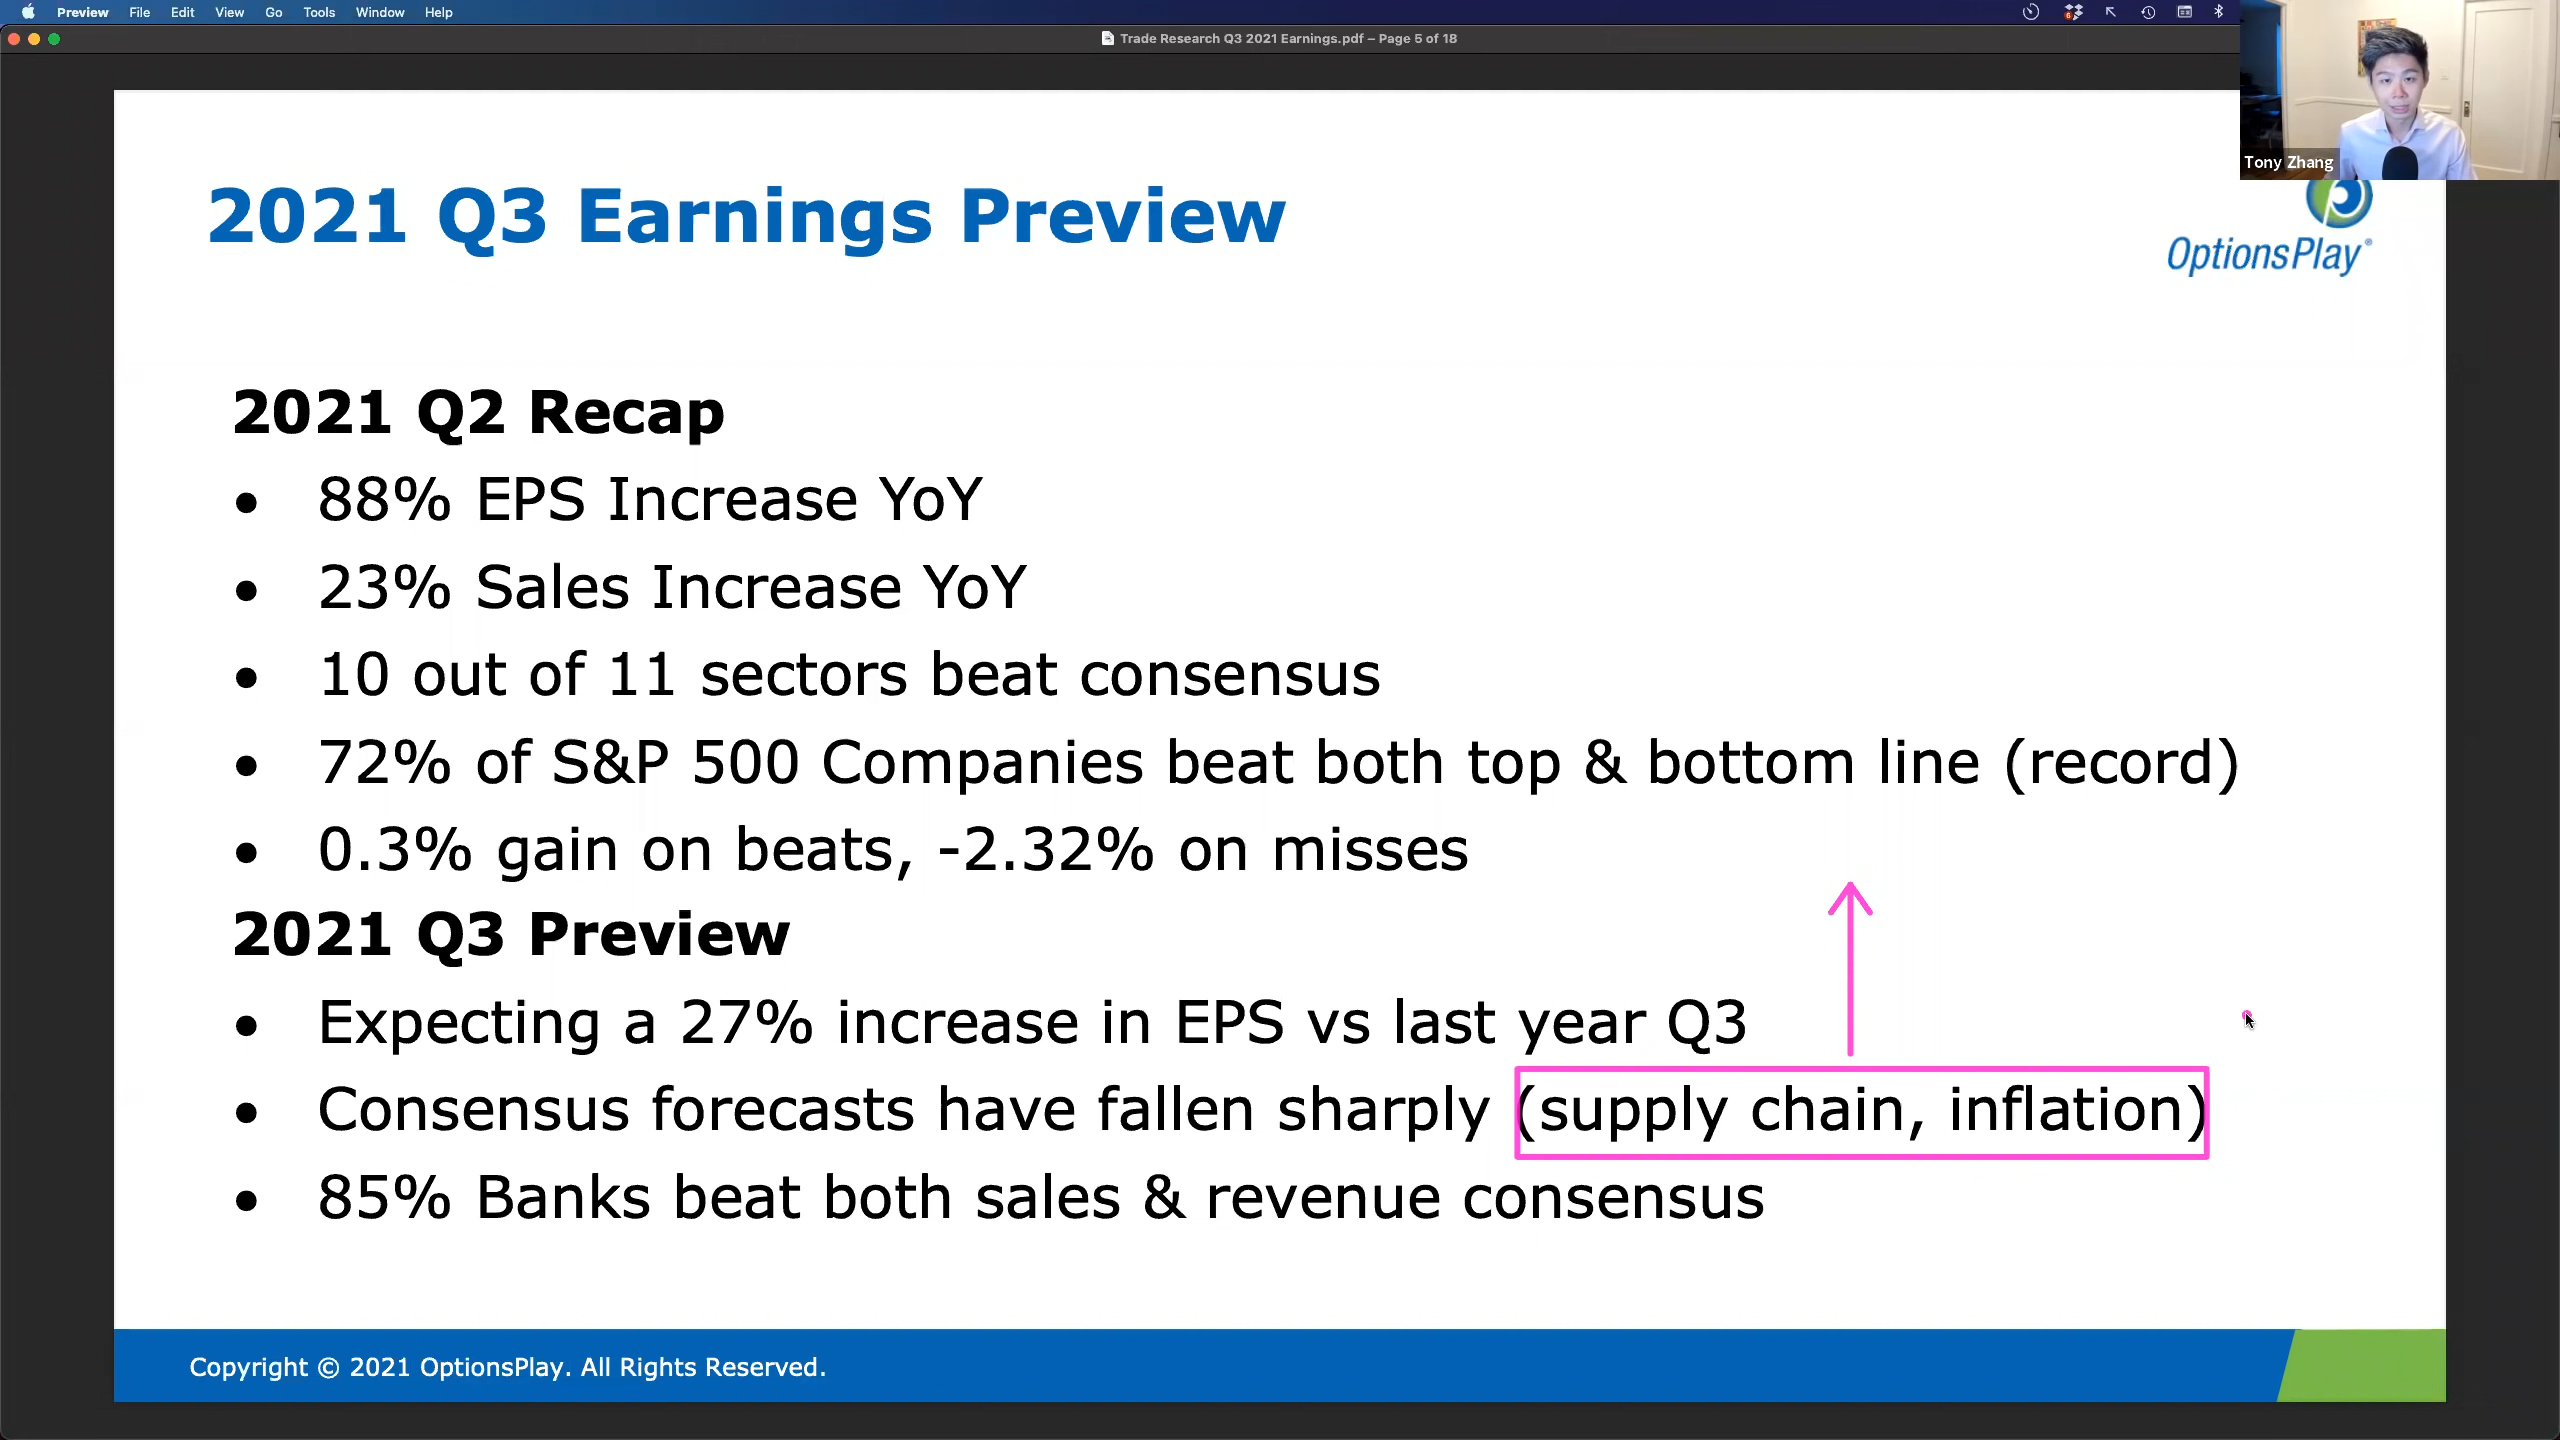 Preview File Edit View Go Tools Window Help
Trade Research Q3 2021 Earnings.pdf – Page 5 of 18
Tony Zhang
2021 Q3 Earnings Preview
OptionsPlay®
2021 Q2 Recap
• 88% EPS Increase YoY
• 23% Sales Increase YoY
• 10 out of 11 sectors beat consensus
• 72% of S&P 500 Companies beat both top & bottom line (record)
• 0.3% gain on beats, -2.32% on misses
2021 Q3 Preview
• Expecting a 27% increase in EPS vs last year Q3
• Consensus forecasts have fallen sharply (supply chain, inflation)
• 85% Banks beat both sales & revenue consensus
Copyright © 2021 OptionsPlay. All Rights Reserved.